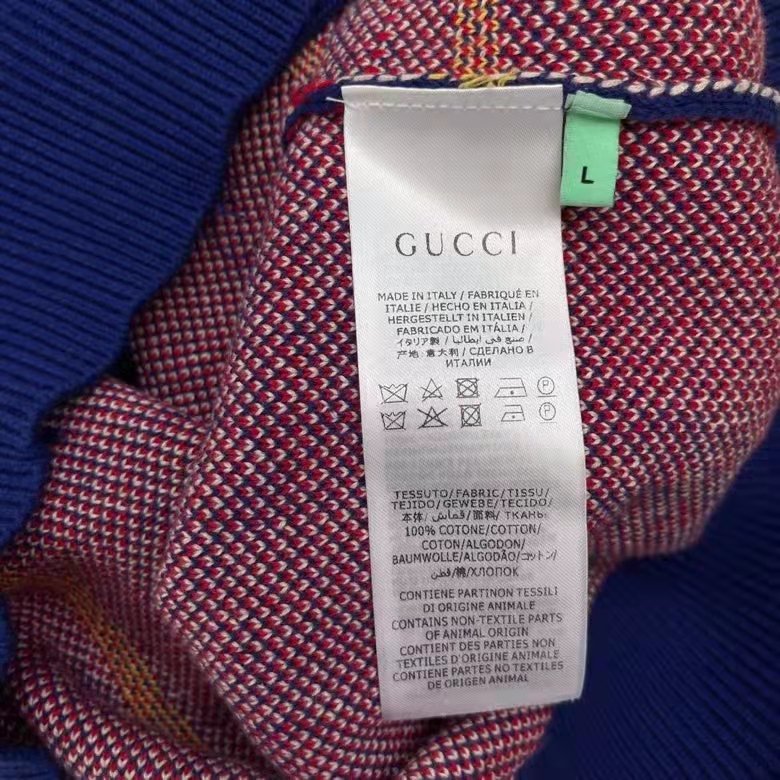 L
GUCCI
MADE IN ITALY / FABRIQUÉ EN
ITALIE / HECHO EN ITALIA /
HERGESTELLT IN ITALIEN /
FABRICADO EM ITÁLIA /
イタリア製 / صنع في ايطاليا /
产地:意大利 / СДЕЛАНО В
ИТАЛИИ
P
P
TESSUTO/FABRIC/TISSU/
TEJIDO/GEWEBE/TECIDO/
本体/ قماش/面料/ ТКАНЬ
100% COTONE/COTTON/
COTON/ALGODON/
BAUMWOLLE/ALGODÃO/コットン/
قطن/棉/ХЛОПОК
CONTIENE PARTINON TESSILI
DI ORIGINE ANIMALE
CONTAINS NON-TEXTILE PARTS
OF ANIMAL ORIGIN
CONTIENT DES PARTIES NON
TEXTILES D'ORIGINE ANIMALE
CONTIENE PARTES NO TEXTILES
DE ORIGEN ANIMAL